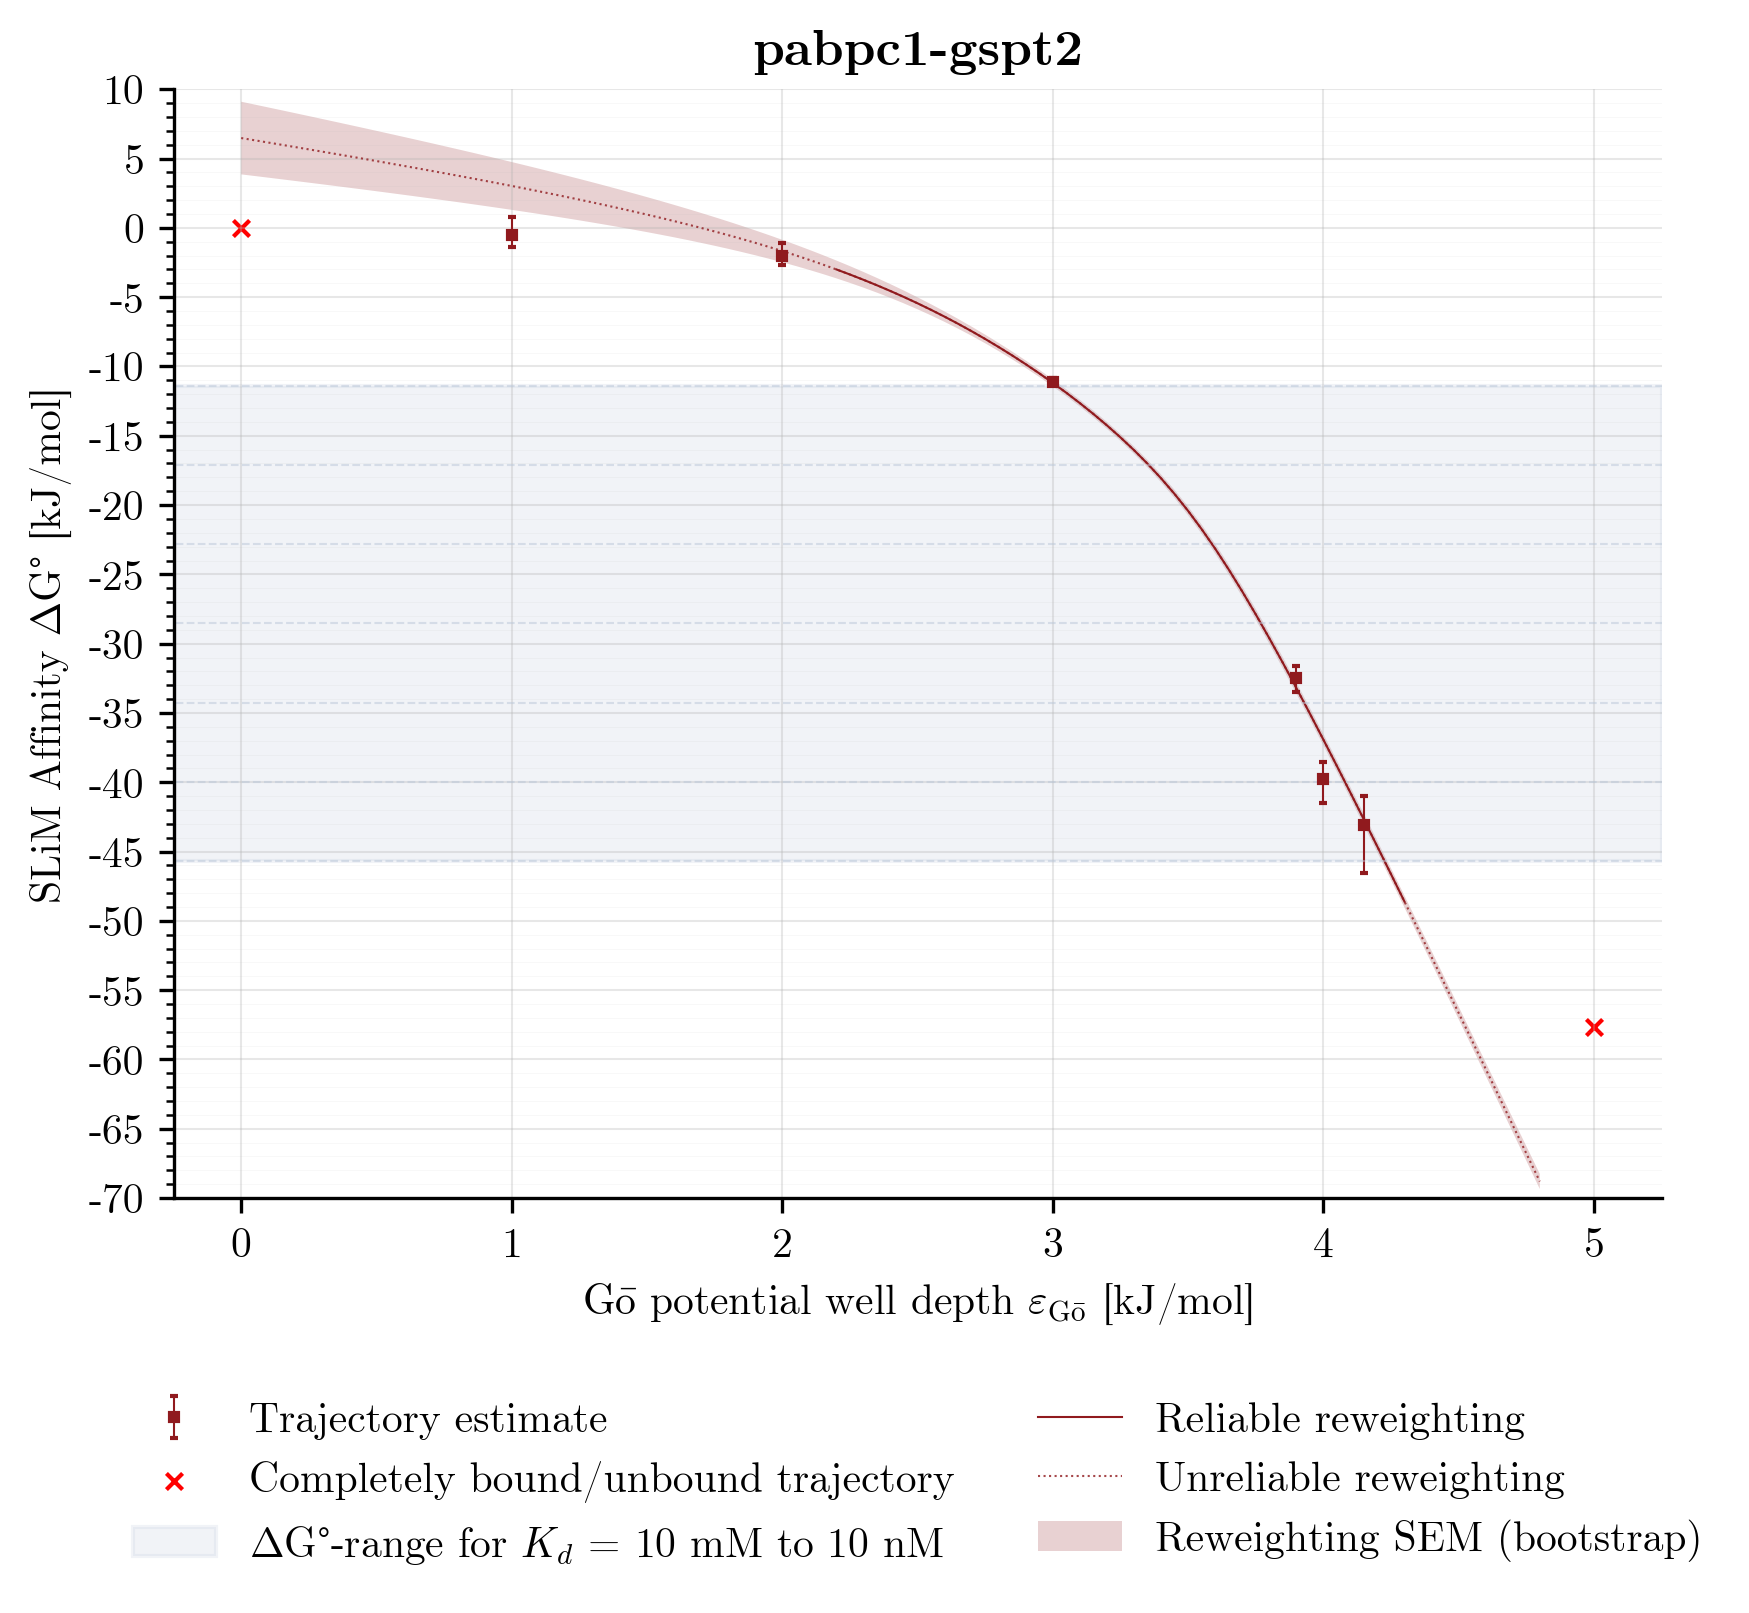 pabpc1-gspt2
10
5
0
-5
-10
-15
-20
-25
-30
-35
-40
-45
-50
-55
-60
-65
-70
SLiM Affinity ΔG° [kJ/mol]
0 1 2 3 4 5
Gō potential well depth ε_Gō [kJ/mol]
Trajectory estimate
Completely bound/unbound trajectory
ΔG°-range for K_d = 10 mM to 10 nM
Reliable reweighting
Unreliable reweighting
Reweighting SEM (bootstrap)